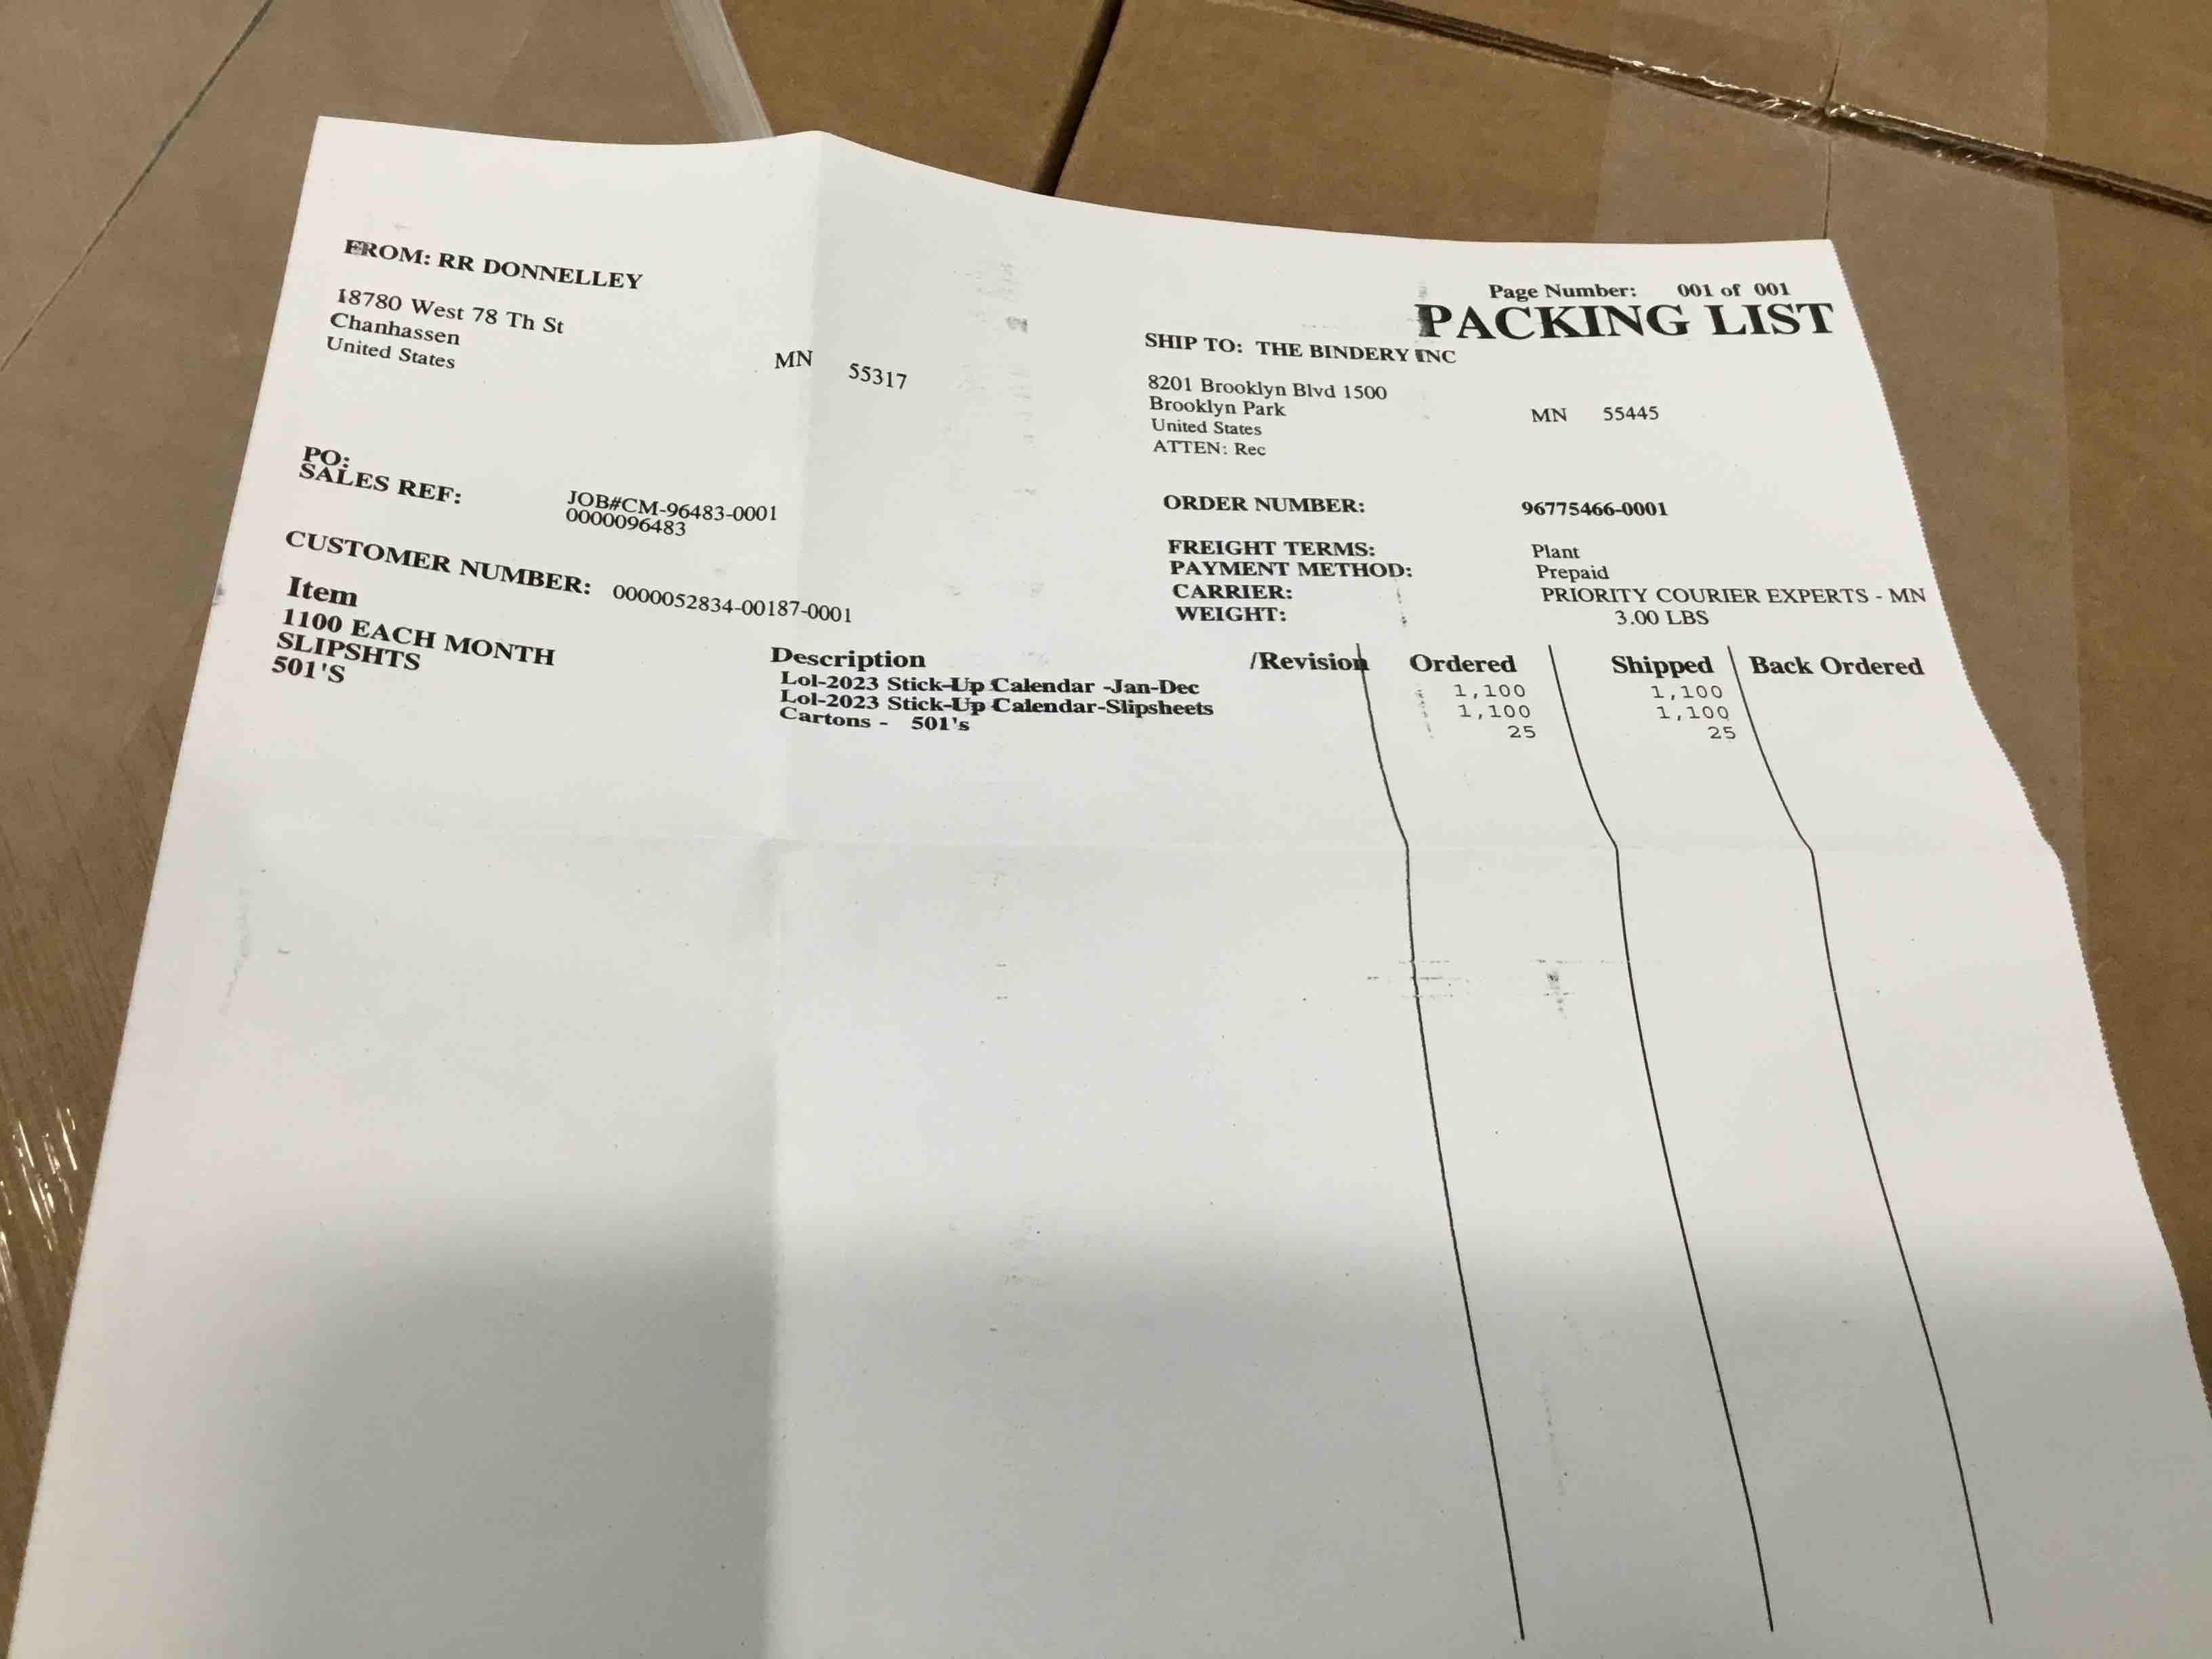 Page Number: 001 of 001
PACKING LIST
FROM: RR DONNELLEY
18780 West 78 Th St
Chanhassen MN 55317
United States
SHIP TO: THE BINDERY INC
8201 Brooklyn Blvd 1500
Brooklyn Park MN 55445
United States
ATTEN: Rec
PO: JOB#CM-96483-0001
SALES REF: 0000096483
CUSTOMER NUMBER: 0000052834-00187-0001
ORDER NUMBER: 96775466-0001
FREIGHT TERMS: Plant
PAYMENT METHOD: Prepaid
CARRIER: PRIORITY COURIER EXPERTS - MN
WEIGHT: 3.00 LBS
Item Description /Revision Ordered Shipped Back Ordered
1100 EACH MONTH Lol-2023 Stick-Up Calendar -Jan-Dec 1,100 1,100
SLIPSHTS Lol-2023 Stick-Up Calendar-Slipsheets 1,100 1,100
501'S Cartons - 501's 25 25